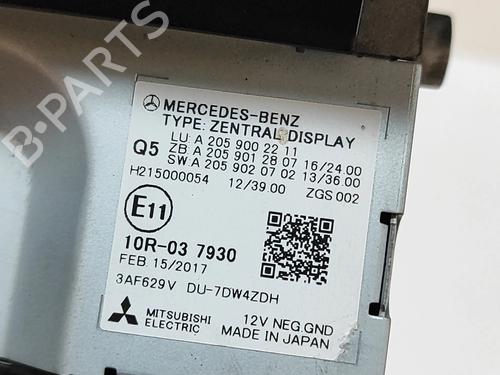 MERCEDES-BENZ
TYPE: ZENTRAL DISPLAY
LU: A 205 900 22 11
Q5 ZB: A 205 901 28 07 16/24.00
SW: A 205 902 07 02 13/36.00
H215000054 12/39.00 ZGS 002
E11
10R-03 7930
FEB. 15/2017
3AF629V DU-7DW4ZDH
MITSUBISHI ELECTRIC 12V NEG.GND
MADE IN JAPAN